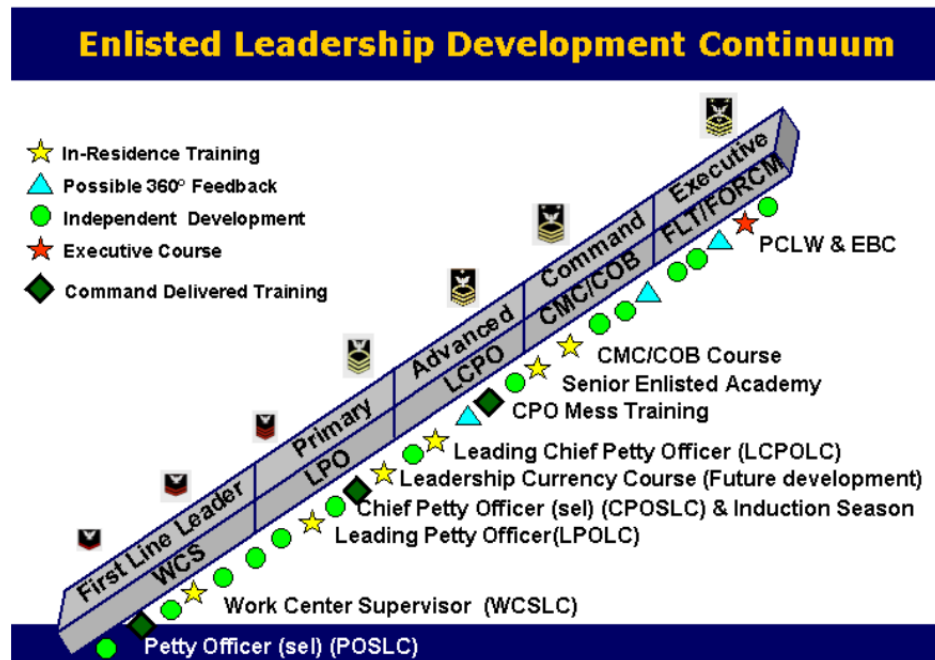 Enlisted Leadership Development Continuum
In-Residence Training
Possible 360° Feedback
Independent Development
Executive Course
Command Delivered Training
Executive
FLT/FORCM
Command
CMC/COB
Advanced
LCPO
Primary
LPO
First Line Leader
WCS
PCLW & EBC
CMC/COB Course
Senior Enlisted Academy
CPO Mess Training
Leading Chief Petty Officer (LCPOLC)
Leadership Currency Course (Future development)
Chief Petty Officer (sel) (CPOSLC) & Induction Season
Leading Petty Officer(LPOLC)
Work Center Supervisor (WCSLC)
Petty Officer (sel) (POSLC)